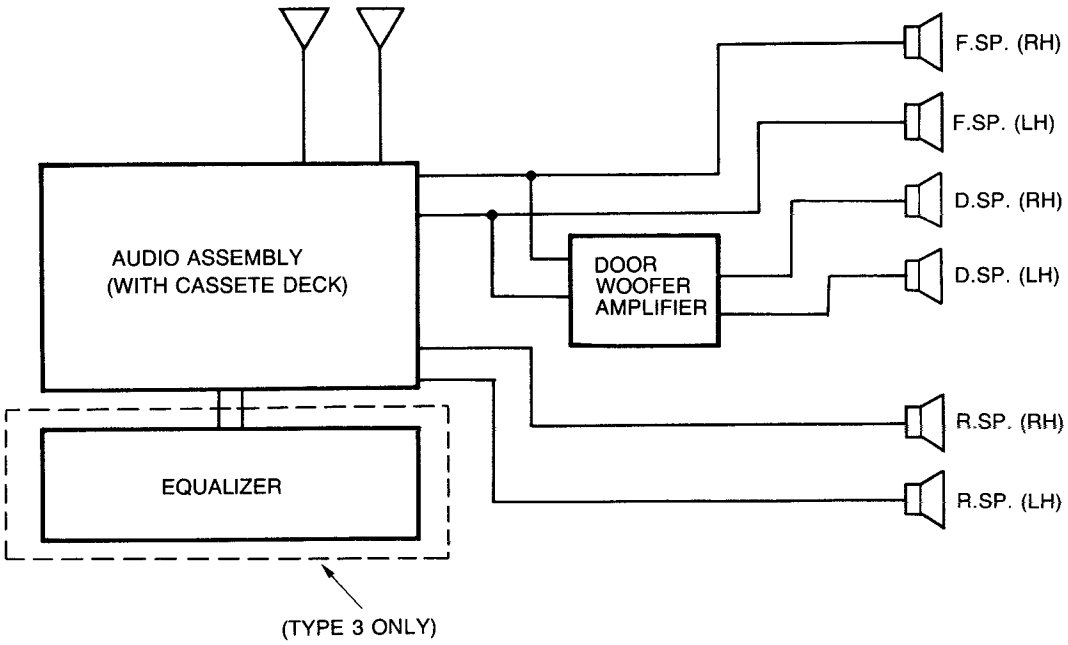 F.SP. (RH)
F.SP. (LH)
D.SP. (RH)
D.SP. (LH)
AUDIO ASSEMBLY
(WITH CASSETE DECK)
DOOR
WOOFER
AMPLIFIER
R.SP. (RH)
R.SP. (LH)
EQUALIZER
(TYPE 3 ONLY)